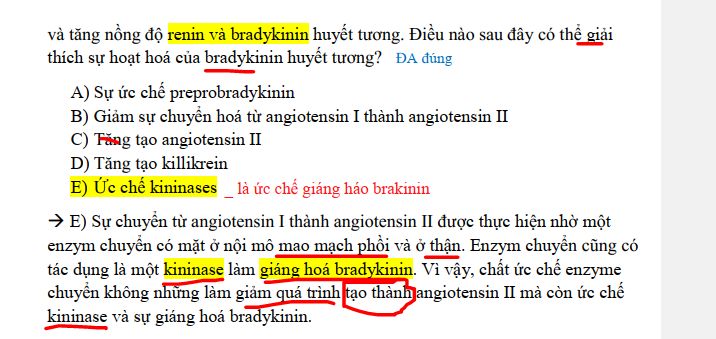 và tăng nồng độ renin và bradykinin huyết tương. Điều nào sau đây có thể giải
thích sự hoạt hoá của bradykinin huyết tương? ĐA đúng
A) Sự ức chế preprobradykinin
B) Giảm sự chuyển hoá từ angiotensin I thành angiotensin II
C) Tăng tạo angiotensin II
D) Tăng tạo killikrein
E) Ức chế kininases _ là ức chế giáng háo brakinin
→ E) Sự chuyển từ angiotensin I thành angiotensin II được thực hiện nhờ một
enzym chuyển có mặt ở nội mô mao mạch phổi và ở thận. Enzym chuyển cũng có
tác dụng là một kininase làm giáng hoá bradykinin. Vì vậy, chất ức chế enzyme
chuyển không những làm giảm quá trình tạo thành angiotensin II mà còn ức chế
kininase và sự giáng hoá bradykinin.